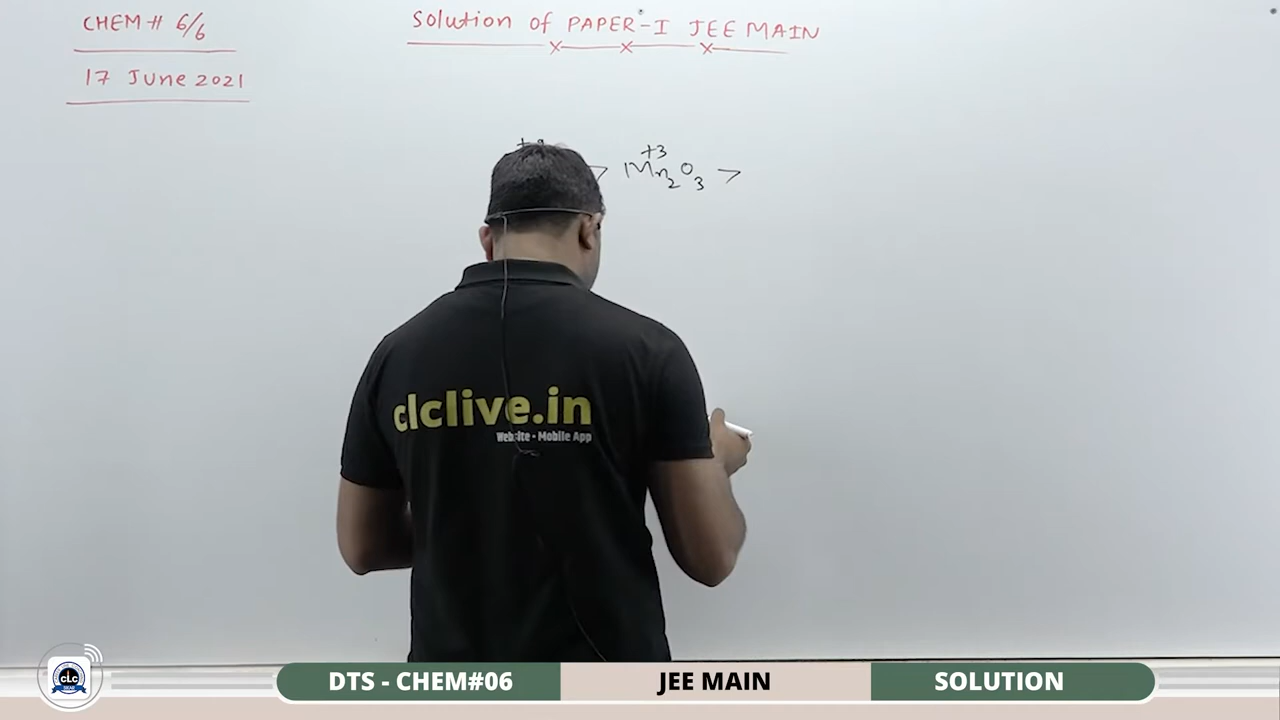 CHEM # 6/6
Solution of PAPER-I JEE MAIN
17 June 2021
+3
> Mn2O3 >
clclive.in
Website - Mobile App
CLC
DTS - CHEM#06
JEE MAIN
SOLUTION